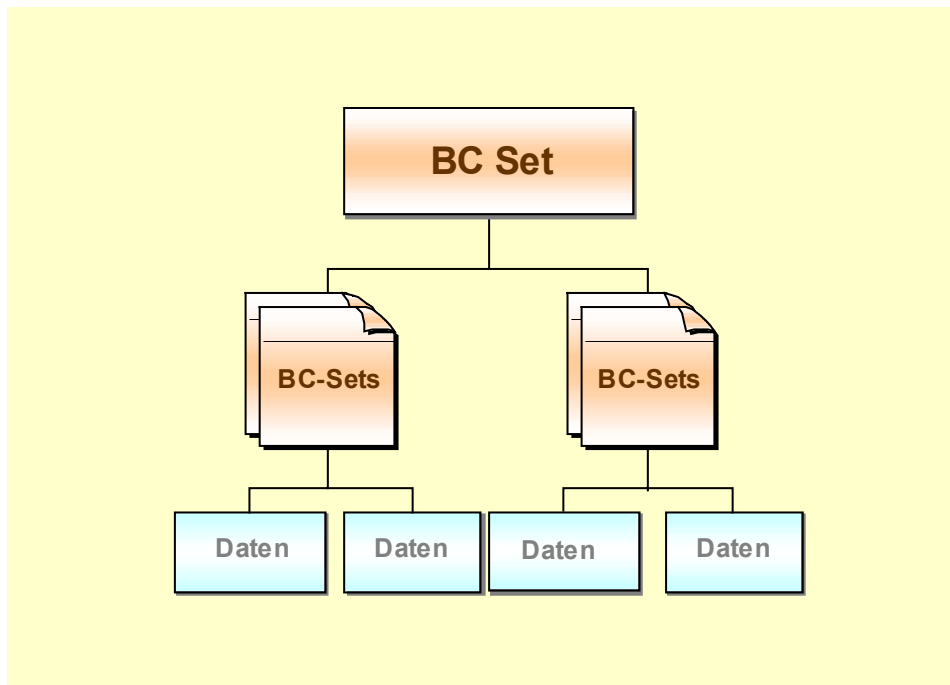 BC Set
BC-Sets
BC-Sets
Daten
Daten
Daten
Daten